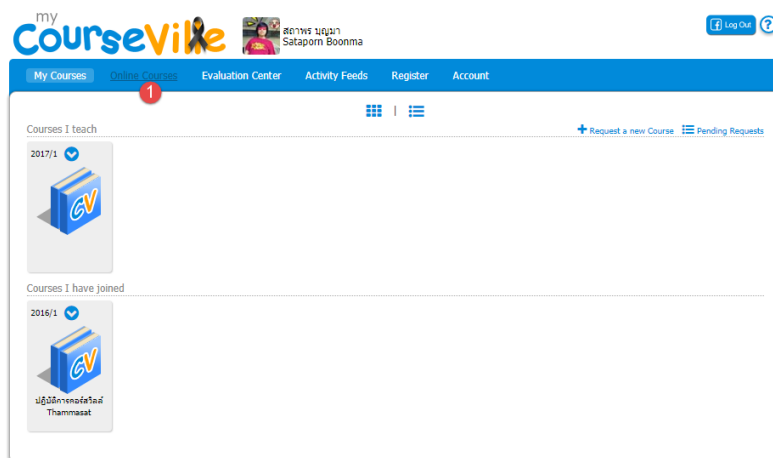 my
CourseVille
สถาพร บุญมา
Sataporn Boonma
Log Out
?
My Courses
Online Courses
Evaluation Center
Activity Feeds
Register
Account
1
Courses I teach
Request a new Course
Pending Requests
2017/1
CV
Courses I have joined
2016/1
CV
ปฏิบัติการคอร์สวิลล์
Thammasat